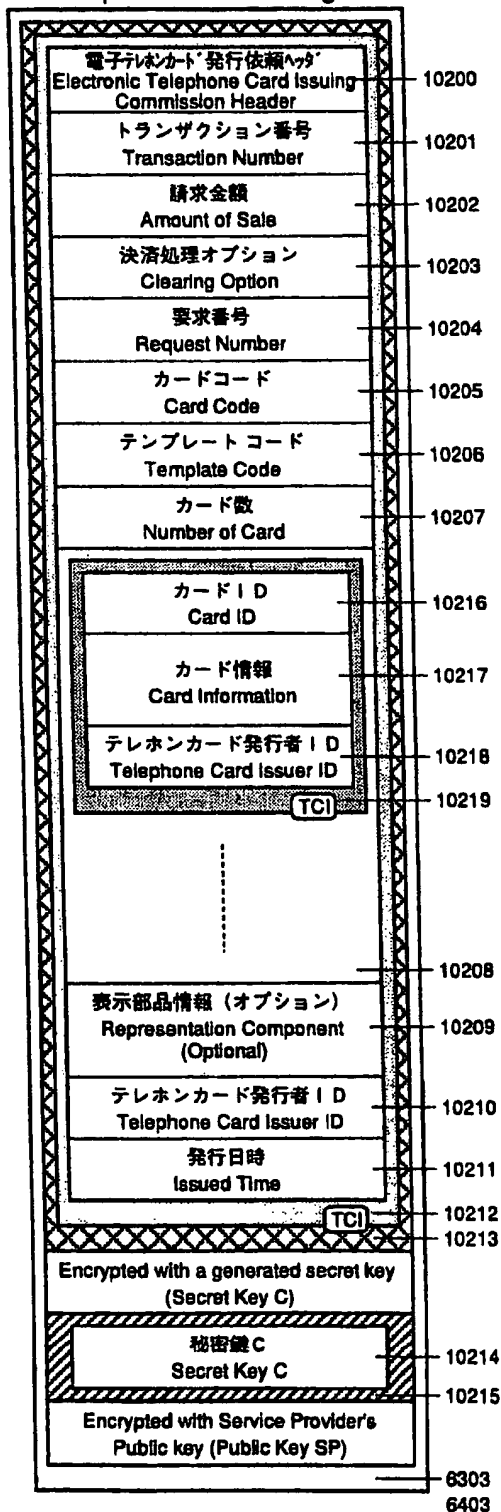 電子テレホンカード発行依頼ヘッダ
Electronic Telephone Card Issuing
Commission Header
10200
トランザクション番号
Transaction Number
10201
請求金額
Amount of Sale
10202
決済処理オプション
Clearing Option
10203
要求番号
Request Number
10204
カードコード
Card Code
10205
テンプレート コード
Template Code
10206
カード数
Number of Card
10207
カードID
Card ID
10216
カード情報
Card Information
10217
テレホンカード発行者ID
Telephone Card Issuer ID
10218
TCI
10219
10208
表示部品情報（オプション）
Representation Component
(Optional)
10209
テレホンカード発行者ID
Telephone Card Issuer ID
10210
発行日時
Issued Time
10211
TCI
10212
10213
Encrypted with a generated secret key
(Secret Key C)
秘密鍵C
Secret Key C
10214
10215
Encrypted with Service Provider's
Public key (Public Key SP)
6303
6403